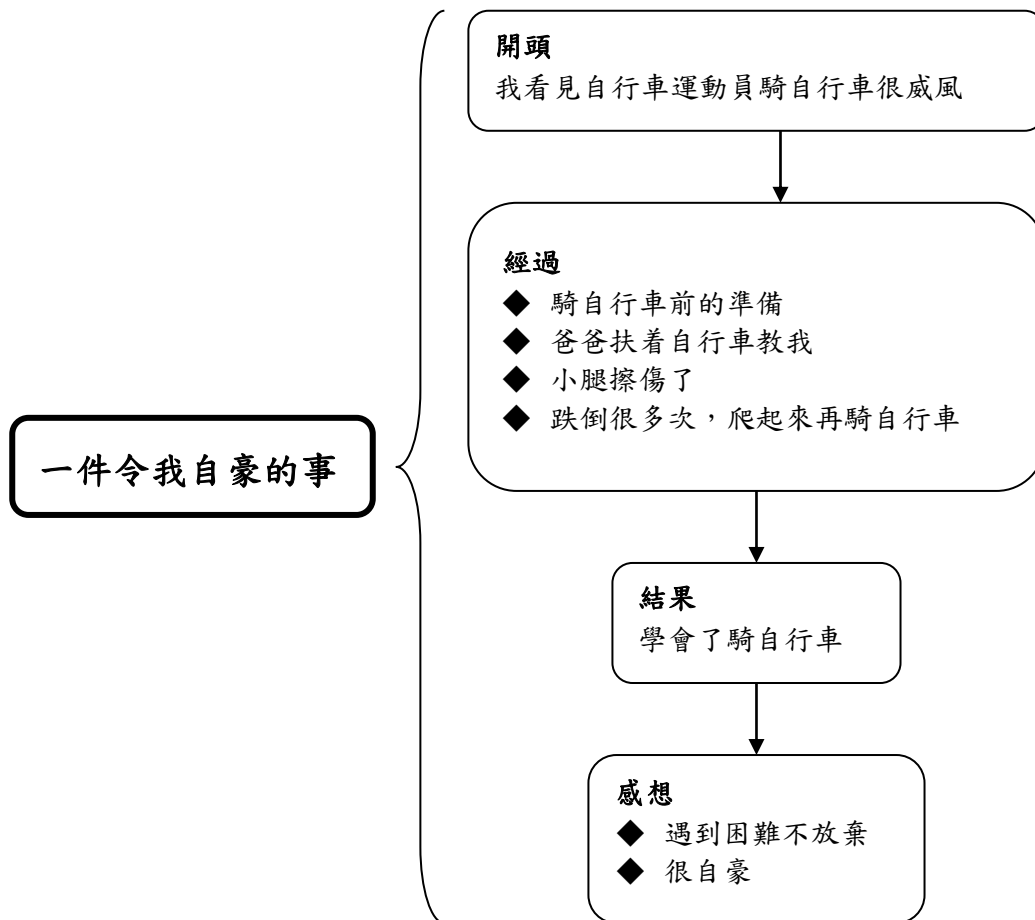 開頭
我看見自行車運動員騎自行車很威風
經過
◆ 騎自行車前的準備
◆ 爸爸扶着自行車教我
◆ 小腿擦傷了
◆ 跌倒很多次，爬起來再騎自行車
一件令我自豪的事
結果
學會了騎自行車
感想
◆ 遇到困難不放棄
◆ 很自豪